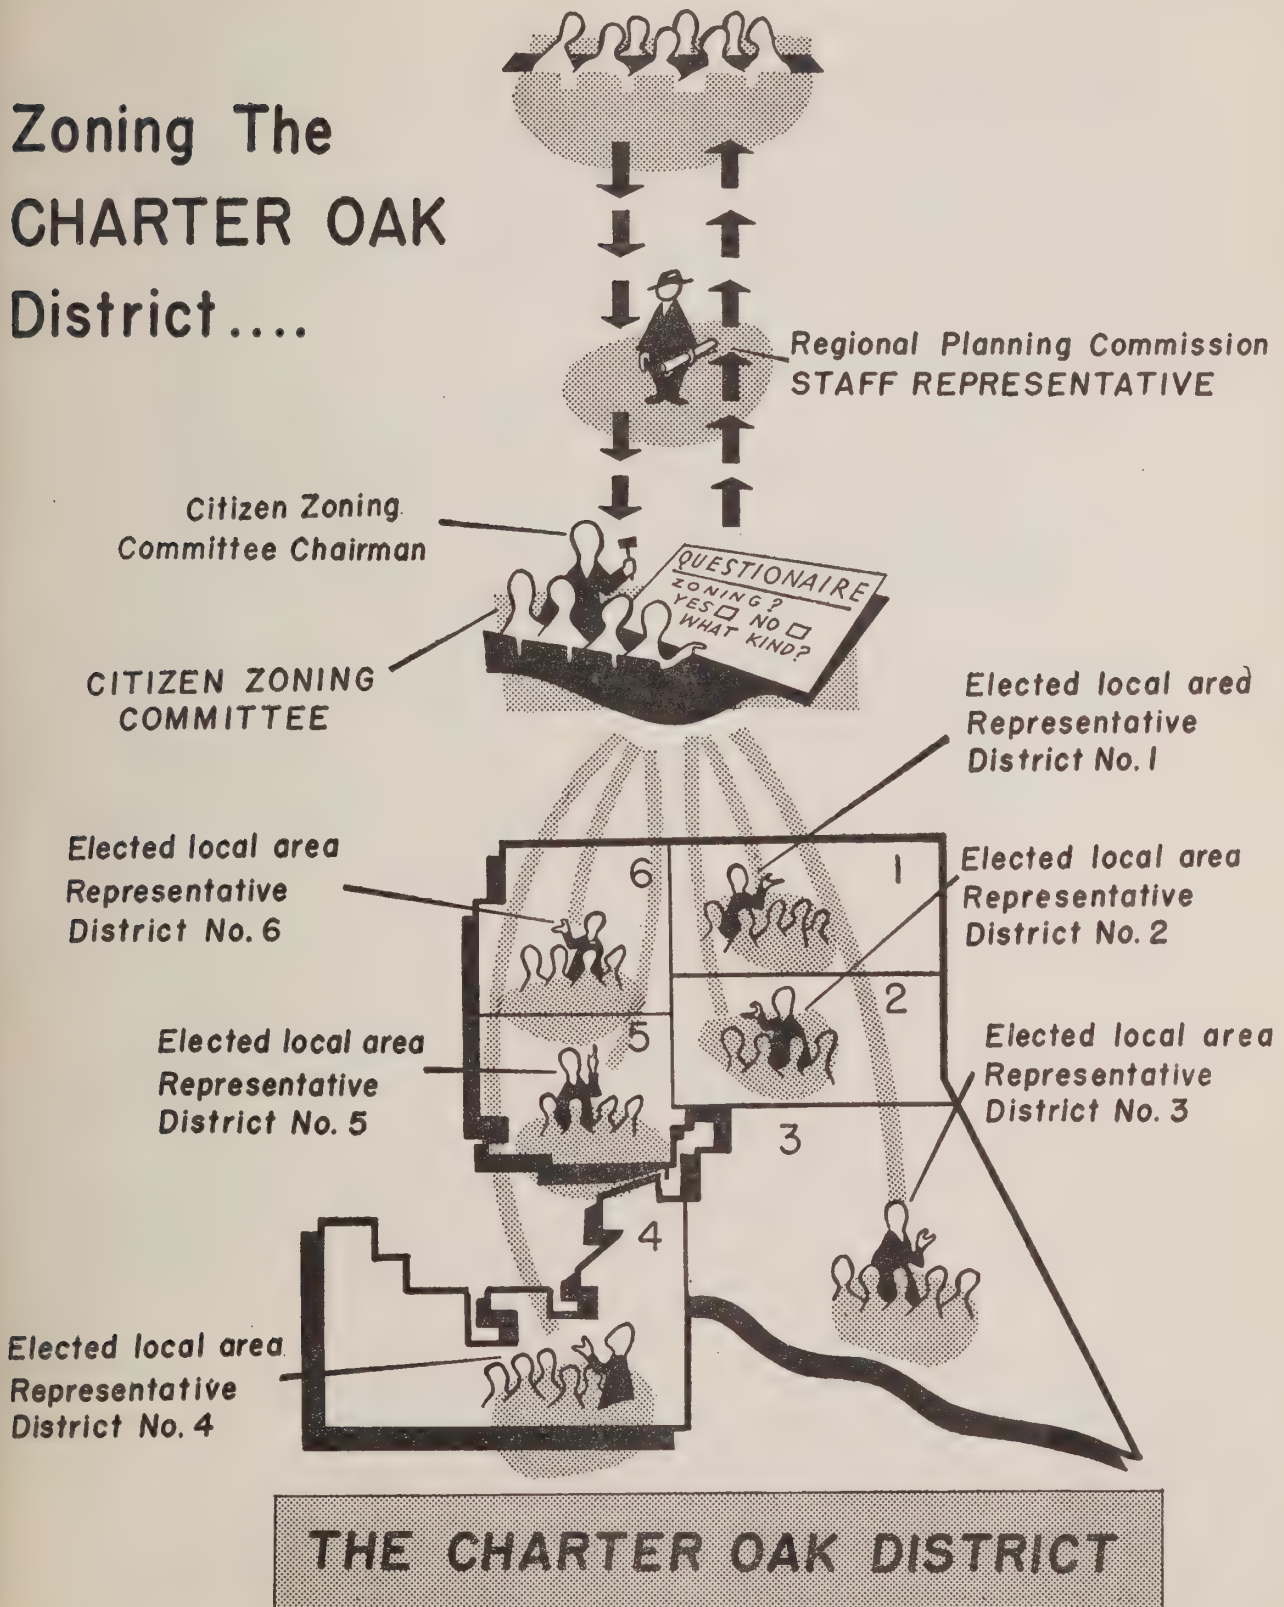 Zoning The
CHARTER OAK
District....
Regional Planning Commission
STAFF REPRESENTATIVE
Citizen Zoning
Committee Chairman
QUESTIONAIRE
ZONING?
YES NO
WHAT KIND?
CITIZEN ZONING
COMMITTEE
Elected local area
Representative
District No. 1
Elected local area
Representative
District No. 6
6
1
Elected local area
Representative
District No. 2
2
Elected local area
Representative
District No. 5
5
Elected local area
Representative
District No. 3
3
4
Elected local area
Representative
District No. 4
THE CHARTER OAK DISTRICT